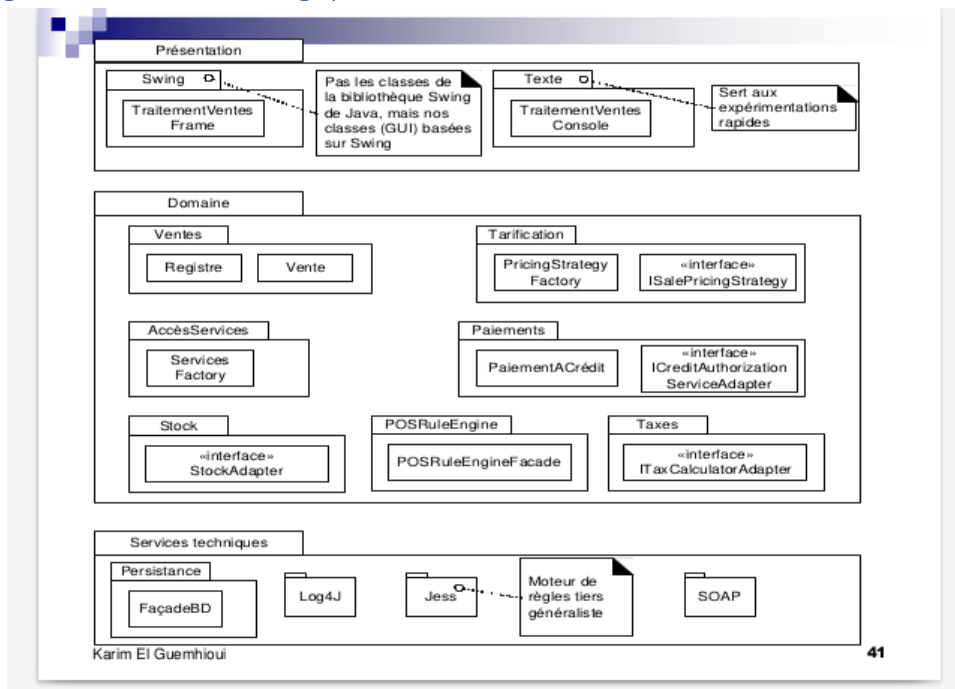 Présentation
Swing
TraitementVentes
Frame
Pas les classes de
la bibliothèque Swing
de Java, mais nos
classes (GUI) basées
sur Swing
Texte
TraitementVentes
Console
Sert aux
expérimentations
rapides
Domaine
Ventes
Registre
Vente
Tarification
PricingStrategy
Factory
«interface»
ISalePricingStrategy
AccèsServices
Services
Factory
Paiements
PaiementACrédit
«interface»
ICreditAuthorization
ServiceAdapter
Stock
«interface»
StockAdapter
POSRuleEngine
POSRuleEngineFacade
Taxes
«interface»
ITaxCalculatorAdapter
Services techniques
Persistance
FaçadeBD
Log4J
Jess
Moteur de
règles tiers
généraliste
SOAP
Karim El Guemhioui
41